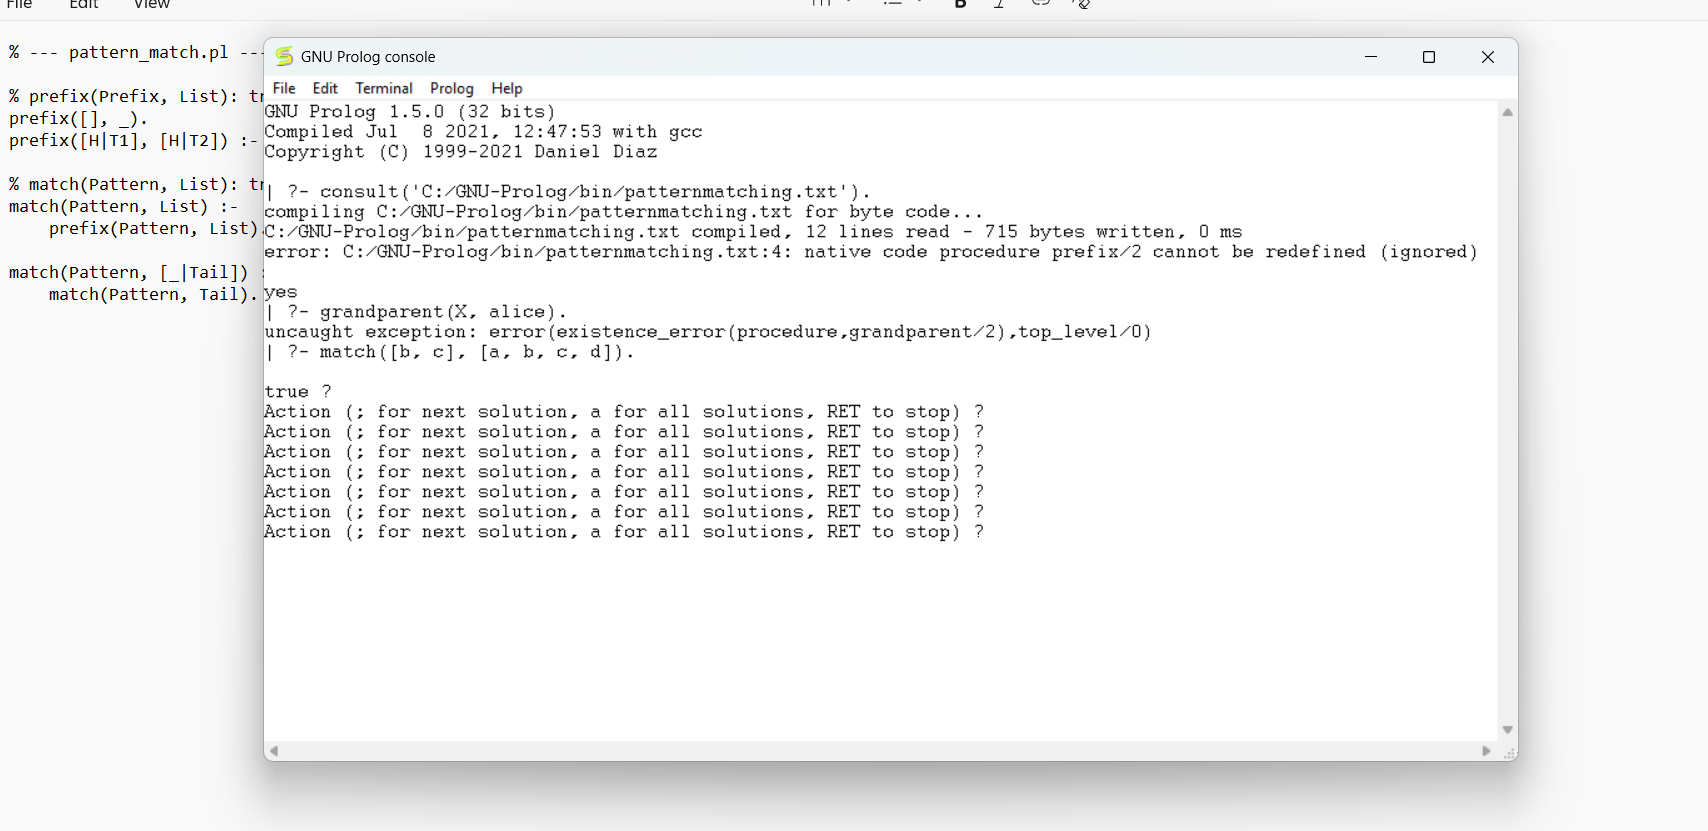 File Edit View
% --- pattern_match.pl ---
% prefix(Prefix, List): tr
prefix([], _).
prefix([H|T1], [H|T2]) :-
% match(Pattern, List): tr
match(Pattern, List) :-
prefix(Pattern, List)
match(Pattern, [_|Tail]) :
match(Pattern, Tail).
GNU Prolog console
File Edit Terminal Prolog Help
GNU Prolog 1.5.0 (32 bits)
Compiled Jul  8 2021, 12:47:53 with gcc
Copyright (C) 1999-2021 Daniel Diaz
| ?- consult('C:/GNU-Prolog/bin/patternmatching.txt').
compiling C:/GNU-Prolog/bin/patternmatching.txt for byte code...
C:/GNU-Prolog/bin/patternmatching.txt compiled, 12 lines read - 715 bytes written, 0 ms
error: C:/GNU-Prolog/bin/patternmatching.txt:4: native code procedure prefix/2 cannot be redefined (ignored)
yes
| ?- grandparent(X, alice).
uncaught exception: error(existence_error(procedure,grandparent/2),top_level/0)
| ?- match([b, c], [a, b, c, d]).
true ?
Action (; for next solution, a for all solutions, RET to stop) ?
Action (; for next solution, a for all solutions, RET to stop) ?
Action (; for next solution, a for all solutions, RET to stop) ?
Action (; for next solution, a for all solutions, RET to stop) ?
Action (; for next solution, a for all solutions, RET to stop) ?
Action (; for next solution, a for all solutions, RET to stop) ?
Action (; for next solution, a for all solutions, RET to stop) ?